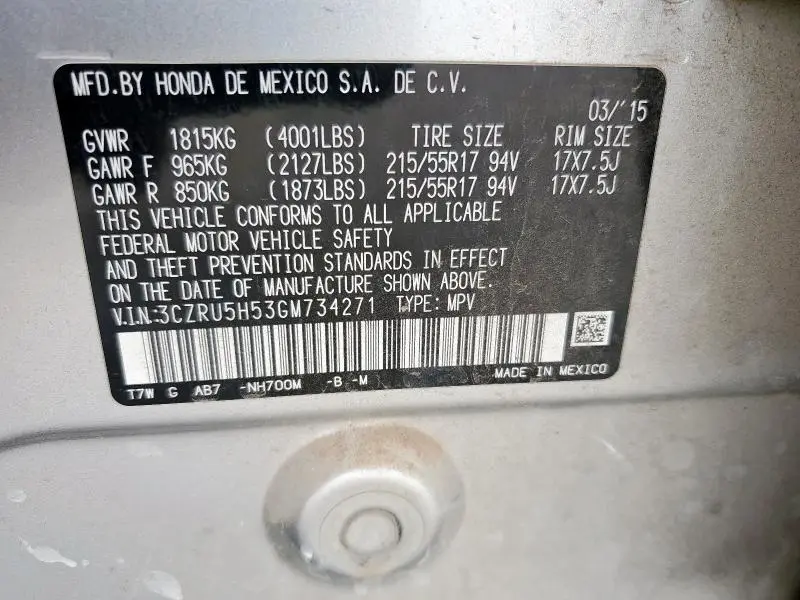 MFD.BY HONDA DE MEXICO S.A. DE C.V.
03/'15
GVWR 1815KG (4001LBS) TIRE SIZE RIM SIZE
GAWR F 965KG (2127LBS) 215/55R17 94V 17X7.5J
GAWR R 850KG (1873LBS) 215/55R17 94V 17X7.5J
THIS VEHICLE CONFORMS TO ALL APPLICABLE
FEDERAL MOTOR VEHICLE SAFETY
AND THEFT PREVENTION STANDARDS IN EFFECT
ON THE DATE OF MANUFACTURE SHOWN ABOVE.
V.I.N.:3CZRU5H53GM734271 TYPE: MPV
T7W G AB7 -NH700M -B -M MADE IN MEXICO